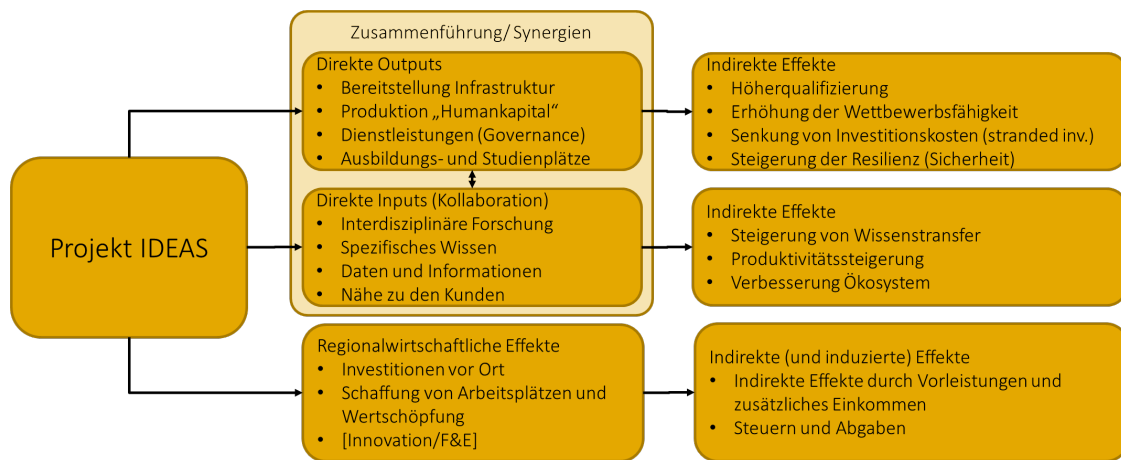 Projekt IDEAS
Zusammenführung/ Synergien
Direkte Outputs
• Bereitstellung Infrastruktur
• Produktion „Humankapital“
• Dienstleistungen (Governance)
• Ausbildungs- und Studienplätze
Direkte Inputs (Kollaboration)
• Interdisziplinäre Forschung
• Spezifisches Wissen
• Daten und Informationen
• Nähe zu den Kunden
Regionalwirtschaftliche Effekte
• Investitionen vor Ort
• Schaffung von Arbeitsplätzen und
Wertschöpfung
• [Innovation/F&E]
Indirekte Effekte
• Höherqualifizierung
• Erhöhung der Wettbewerbsfähigkeit
• Senkung von Investitionskosten (stranded inv.)
• Steigerung der Resilienz (Sicherheit)
Indirekte Effekte
• Steigerung von Wissenstransfer
• Produktivitätssteigerung
• Verbesserung Ökosystem
Indirekte (und induzierte) Effekte
• Indirekte Effekte durch Vorleistungen und
zusätzliches Einkommen
• Steuern und Abgaben